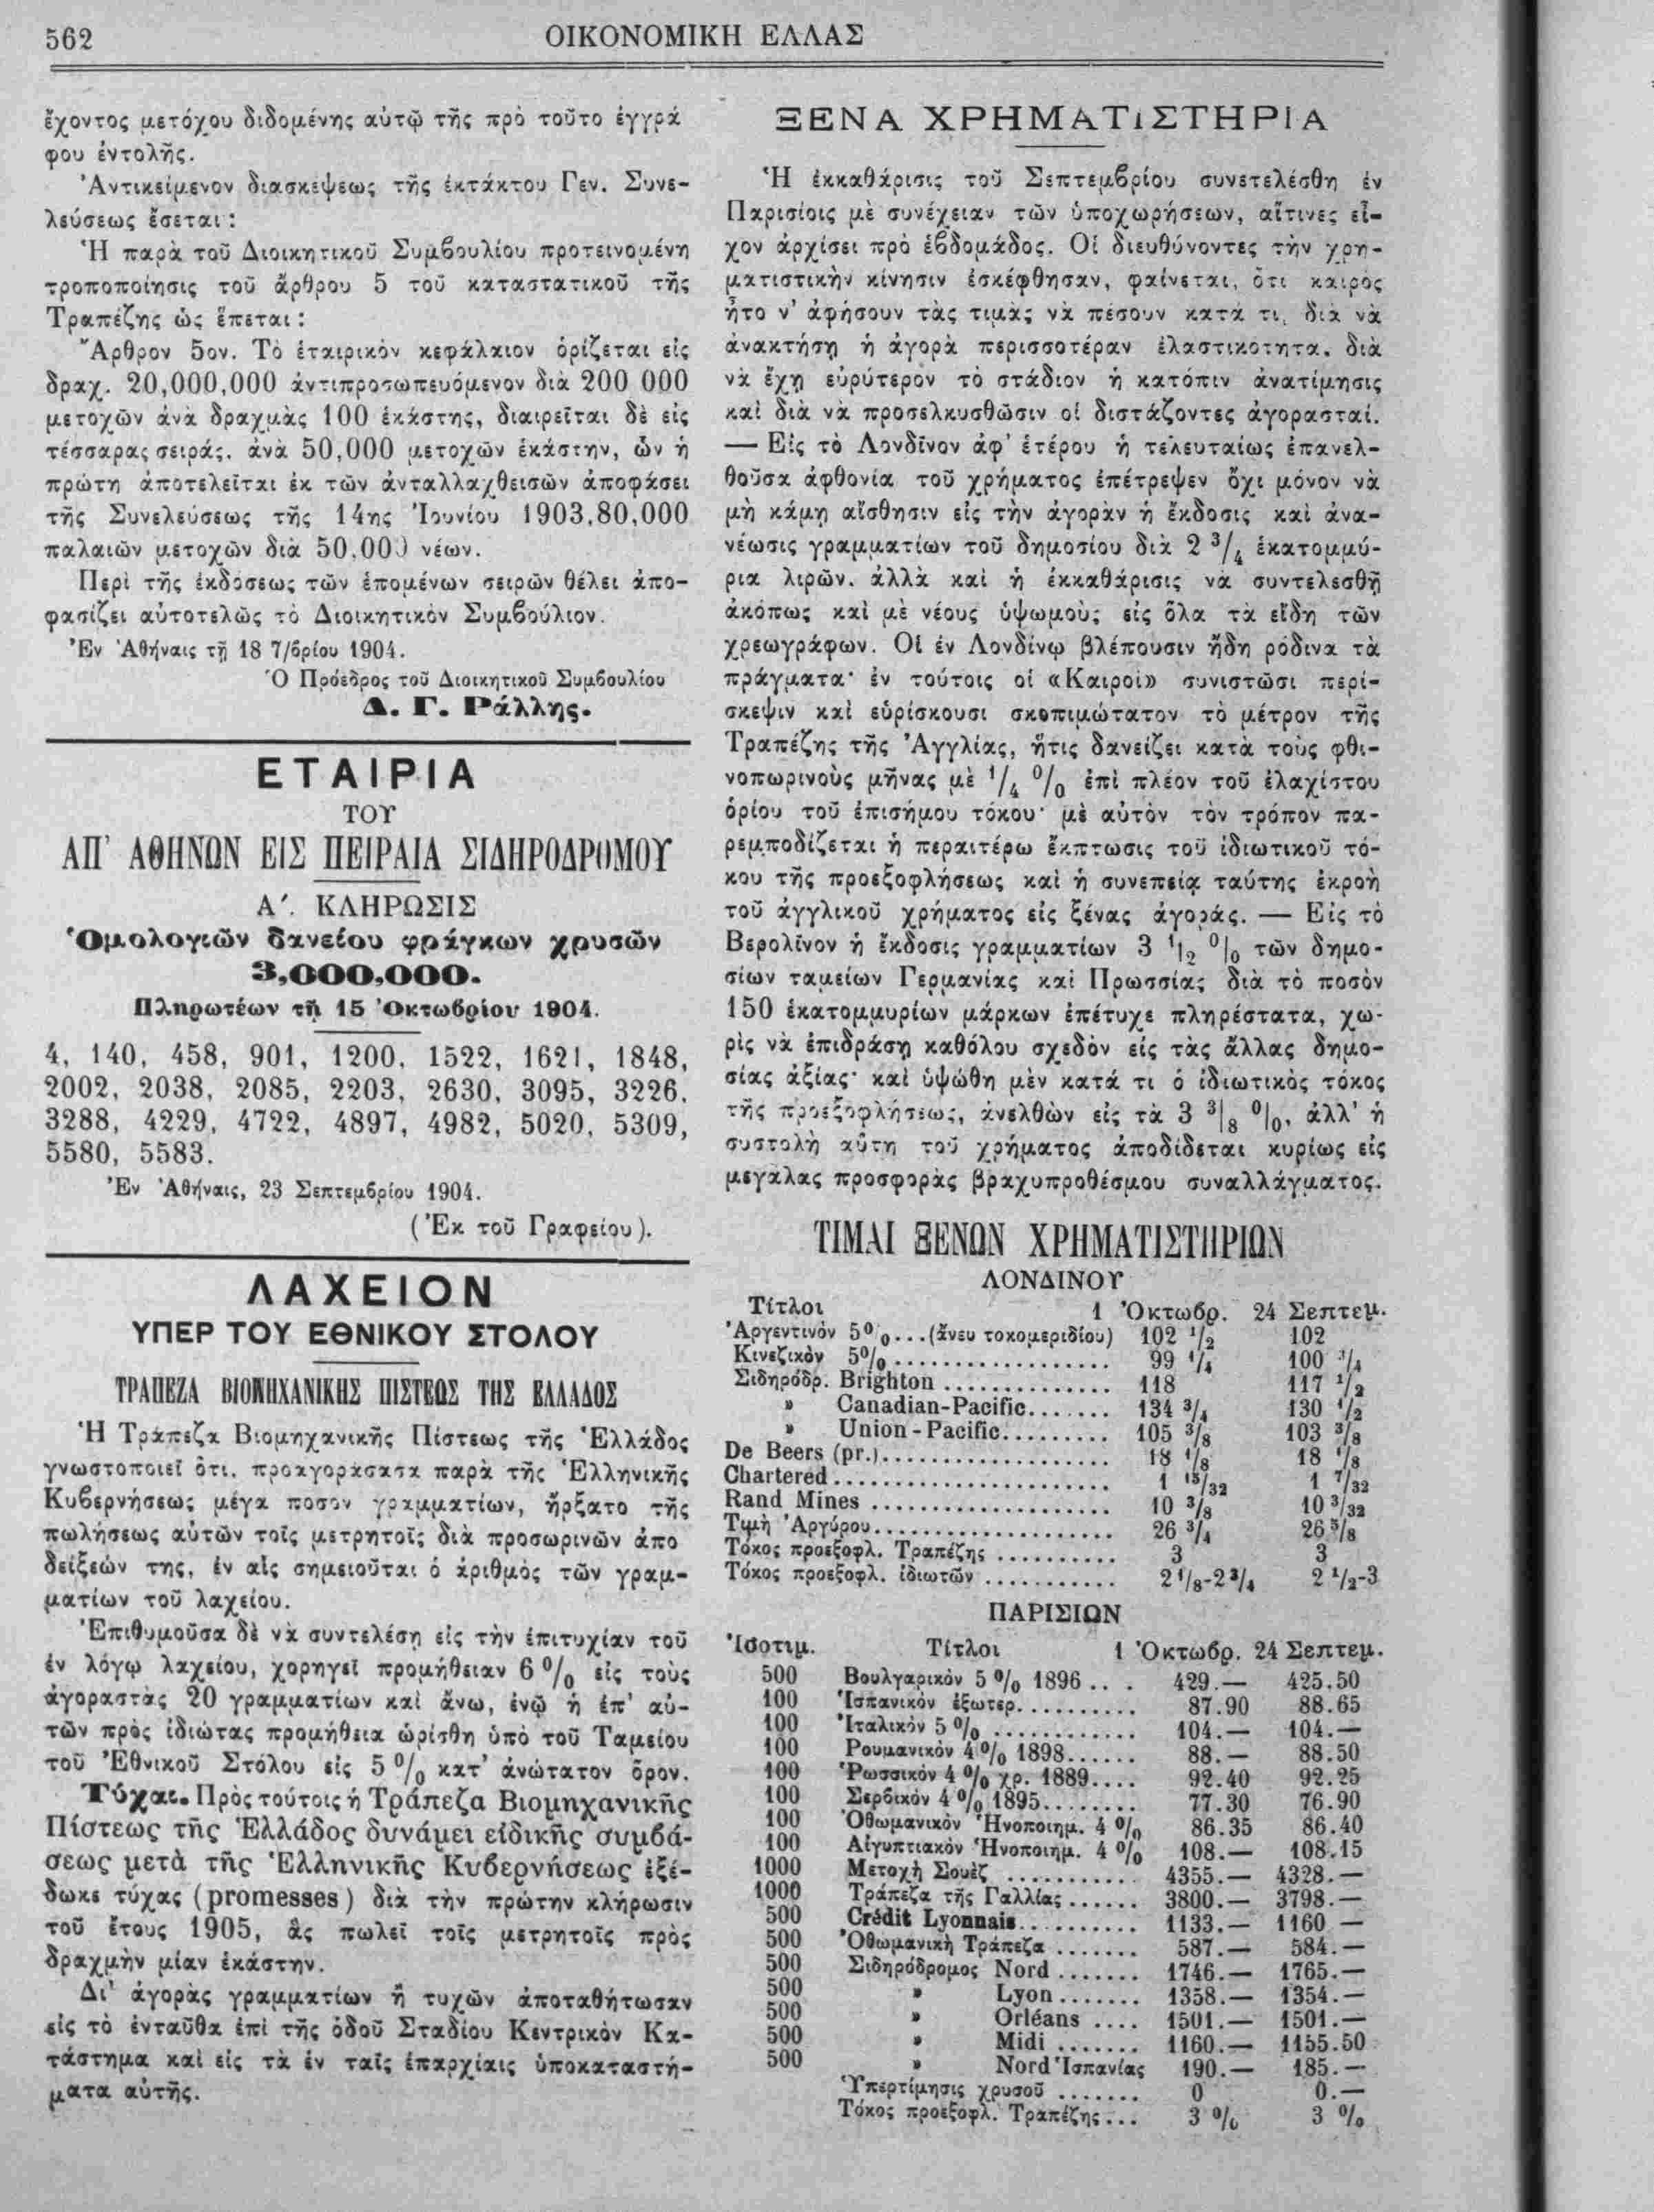 562
ΟΙΚΟΝΟΜΙΚΗ ΕΛΛΑΣ
ἔχοντος μετόχου διδομένης αὐτῷ τῆς πρὸ τοῦτο ἐγγρά
φου ἐντολῆς.
Ἀντικείμενον διασκέψεως τῆς ἐκτάκτου Γεν. Συνε-
λεύσεως ἔσεται :
Ἡ παρὰ τοῦ Διοικητικοῦ Συμβουλίου προτεινομένη
τροποποίησις τοῦ ἄρθρου 5 τοῦ καταστατικοῦ τῆς
Τραπέζης ὡς ἕπεται :
Ἄρθρον 5ον. Τὸ ἑταιρικὸν κεφάλαιον ὁρίζεται εἰς
δραχ. 20,000,000 ἀντιπροσωπευόμενον διὰ 200 000
μετοχῶν ἀνὰ δραχμὰς 100 ἑκάστης, διαιρεῖται δὲ εἰς
τέσσαρας σειράς. ἀνὰ 50,000 μετοχῶν ἑκάστην, ὧν ἡ
πρώτη ἀποτελεῖται ἐκ τῶν ἀνταλλαχθεισῶν ἀποφάσει
τῆς Συνελεύσεως τῆς 14ης Ἰουνίου 1903,80,000
παλαιῶν μετοχῶν διὰ 50,000 νέων.
Περὶ τῆς ἐκδόσεως τῶν ἑπομένων σειρῶν θέλει ἀπο-
φασίζει αὐτοτελῶς τὸ Διοικητικὸν Συμβούλιον.
Ἐν Ἀθήναις τῇ 18 7/βρίου 1904.
Ὁ Πρόεδρος τοῦ Διοικητικοῦ Συμβουλίου
Δ. Γ. Ράλλης.
ΕΤΑΙΡΙΑ
ΤΟΥ
ΑΠ' ΑΘΗΝΩΝ ΕΙΣ ΠΕΙΡΑΙΑ ΣΙΔΗΡΟΔΡΟΜΟΥ
Α΄. ΚΛΗΡΩΣΙΣ
Ὁμολογιῶν δανείου φράγκων χρυσῶν
3,000,000.
Πληρωτέων τῇ 15 Ὀκτωβρίου 1904.
4, 140, 458, 901, 1200, 1522, 1621, 1848,
2002, 2038, 2085, 2203, 2630, 3095, 3226,
3288, 4229, 4722, 4897, 4982, 5020, 5309,
5580, 5583.
Ἐν Ἀθήναις, 23 Σεπτεμβρίου 1904.
(Ἐκ τοῦ Γραφείου).
ΛΑΧΕΙΟΝ
ΥΠΕΡ ΤΟΥ ΕΘΝΙΚΟΥ ΣΤΟΛΟΥ
ΤΡΑΠΕΖΑ ΒΙΟΜΗΧΑΝΙΚΗΣ ΠΙΣΤΕΩΣ ΤΗΣ ΕΛΛΑΔΟΣ
Ἡ Τράπεζα Βιομηχανικῆς Πίστεως τῆς Ἑλλάδος
γνωστοποιεῖ ὅτι, προαγοράσασα παρὰ τῆς Ἑλληνικῆς
Κυβερνήσεως μέγα ποσον γραμματίων, ἤρξατο τῆς
πωλήσεως αὐτῶν τοῖς μετρητοῖς διὰ προσωρινῶν ἀπο
δείξεών της, ἐν αἷς σημειοῦται ὁ ἀριθμὸς τῶν γραμ-
ματίων τοῦ λαχείου.
Ἐπιθυμοῦσα δὲ νὰ συντελέσῃ εἰς τὴν ἐπιτυχίαν τοῦ
ἐν λόγῳ λαχείου, χορηγεῖ προμήθειαν 6 % εἰς τοὺς
ἀγοραστὰς 20 γραμματίων καὶ ἄνω, ἐνῷ ἡ ἐπ' αὐ-
τῶν πρὸς ἰδιώτας προμήθεια ὡρίσθη ὑπὸ τοῦ Ταμείου
τοῦ Ἐθνικοῦ Στόλου εἰς 5 % κατ' ἀνώτατον ὅρον.
Τύχαι. Πρὸς τούτοις ἡ Τράπεζα Βιομηχανικῆς
Πίστεως τῆς Ἑλλάδος δυνάμει εἰδικῆς συμβά-
σεως μετὰ τῆς Ἑλληνικῆς Κυβερνήσεως ἐξέ-
δωκε τύχας (promesses) διὰ τὴν πρώτην κλήρωσιν
τοῦ ἔτους 1905, ἃς πωλεῖ τοῖς μετρητοῖς πρὸς
δραχμὴν μίαν ἑκάστην.
Δι' ἀγορὰς γραμματίων ἢ τυχῶν ἀποταθήτωσαν
εἰς τὸ ἐνταῦθα ἐπὶ τῆς ὁδοῦ Σταδίου Κεντρικὸν Κα-
τάστημα καὶ εἰς τὰ ἐν ταῖς ἐπαρχίαις ὑποκαταστή-
ματα αὐτῆς.
ΞΕΝΑ ΧΡΗΜΑΤΙΣΤΗΡΙΑ
Ἡ ἐκκαθάρισις τοῦ Σεπτεμβρίου συνετελέσθη ἐν
Παρισίοις μὲ συνέχειαν τῶν ὑποχωρήσεων, αἵτινες εἶ-
χον ἀρχίσει πρὸ ἑβδομάδος. Οἱ διευθύνοντες τὴν χρη-
ματιστικὴν κίνησιν ἐσκέφθησαν, φαίνεται, ὅτι καιρὸς
ἦτο ν' ἀφήσουν τὰς τιμὰς νὰ πέσουν κατά τι, διὰ νὰ
ἀνακτήσῃ ἡ ἀγορὰ περισσοτέραν ἐλαστικότητα, διὰ
νὰ ἔχῃ εὐρύτερον τὸ στάδιον ἡ κατόπιν ἀνατίμησις
καὶ διὰ νὰ προσελκυσθῶσιν οἱ διστάζοντες ἀγορασταί.
— Εἰς τὸ Λονδῖνον ἀφ' ἑτέρου ἡ τελευταίως ἐπανελ-
θοῦσα ἀφθονία τοῦ χρήματος ἐπέτρεψεν ὄχι μόνον νὰ
μὴ κάμῃ αἴσθησιν εἰς τὴν ἀγορὰν ἡ ἔκδοσις καὶ ἀνα-
νέωσις γραμματίων τοῦ δημοσίου διὰ 2 3/4 ἑκατομμύ-
ρια λιρῶν. ἀλλὰ καὶ ἡ ἐκκαθάρισις νὰ συντελεσθῇ
ἀκόπως καὶ μὲ νέους ὑψωμοὺς εἰς ὅλα τὰ εἴδη τῶν
χρεωγράφων. Οἱ ἐν Λονδίνῳ βλέπουσιν ἤδη ρόδινα τὰ
πράγματα· ἐν τούτοις οἱ «Καιροὶ» συνιστῶσι περί-
σκεψιν καὶ εὑρίσκουσι σκοπιμώτατον τὸ μέτρον τῆς
Τραπέζης τῆς Ἀγγλίας, ἥτις δανείζει κατὰ τοὺς φθι-
νοπωρινοὺς μῆνας μὲ 1/4 % ἐπὶ πλέον τοῦ ἐλαχίστου
ὁρίου τοῦ ἐπισήμου τόκου· μὲ αὐτὸν τὸν τρόπον πα-
ρεμποδίζεται ἡ περαιτέρω ἔκπτωσις τοῦ ἰδιωτικοῦ τό-
κου τῆς προεξοφλήσεως καὶ ἡ συνεπείᾳ ταύτης ἐκροὴ
τοῦ ἀγγλικοῦ χρήματος εἰς ξένας ἀγοράς. — Εἰς τὸ
Βερολῖνον ἡ ἔκδοσις γραμματίων 3 1/2 % τῶν δημο-
σίων ταμείων Γερμανίας καὶ Πρωσσίας διὰ τὸ ποσὸν
150 ἑκατομμυρίων μάρκων ἐπέτυχε πληρέστατα, χω-
ρὶς νὰ ἐπιδράσῃ καθόλου σχεδὸν εἰς τὰς ἄλλας δημο-
σίας ἀξίας· καὶ ὑψώθη μὲν κατά τι ὁ ἰδιωτικὸς τόκος
τῆς προεξοφλήσεως, ἀνελθὼν εἰς τὰ 3 3/8 %, ἀλλ' ἡ
συστολὴ αὕτη τοῦ χρήματος ἀποδίδεται κυρίως εἰς
μεγάλας προσφορὰς βραχυπροθέσμου συναλλάγματος.
ΤΙΜΑΙ ΞΕΝΩΝ ΧΡΗΜΑΤΙΣΤΗΡΙΩΝ
ΛΟΝΔΙΝΟΥ
Τίτλοι 1 Ὀκτωβρ. 24 Σεπτεμ.
Ἀργεντινόν 5%...(ἄνευ τοκομεριδίου) 102 1/2 102
Κινεζικὸν 5% ................... 99 1/4 100 3/4
Σιδηρόδρ. Brighton .............. 118 117 1/2
» Canadian-Pacific....... 134 3/4 130 1/2
» Union-Pacific......... 105 3/8 103 3/8
De Beers (pr.).................... 18 1/8 18 1/8
Chartered ........................ 1 15/32 1 7/32
Rand Mines ..................... 10 3/8 10 3/32
Τιμὴ Ἀργύρου..................... 26 3/4 26 5/8
Τόκος προεξοφλ. Τραπέζης .......... 3 3
Τόκος προεξοφλ. ἰδιωτῶν ........... 2 1/8-2 3/4 2 1/2-3
ΠΑΡΙΣΙΩΝ
Ἰσοτιμ. Τίτλοι 1 Ὀκτωβρ. 24 Σεπτεμ.
500 Βουλγαρικόν 5 % 1896 ... 429.— 425.50
100 Ἱσπανικόν ἐξωτερ........... 87.90 88.65
100 Ἰταλικόν 5 % ............. 104.— 104.—
100 Ρουμανικόν 4 % 1898...... 88.— 88.50
100 Ῥωσσικόν 4 % χρ. 1889.... 92.40 92.25
100 Σερβικόν 4 % 1895........ 77.30 76.90
100 Ὀθωμανικόν Ἡνοποιημ. 4 % 86.35 86.40
100 Αἰγυπτιακόν Ἡνοποιημ. 4 % 108.— 108.15
1000 Μετοχὴ Σουὲζ ............ 4355.— 4328.—
1000 Τράπεζα τῆς Γαλλίας...... 3800.— 3798.—
500 Crédit Lyonnais.......... 1133.— 1160 —
500 Ὀθωμανικὴ Τράπεζα ....... 587.— 584.—
500 Σιδηρόδρομος Nord ....... 1746.— 1765.—
500 » Lyon....... 1358.— 1354.—
500 » Orléans .... 1501.— 1501.—
500 » Midi ....... 1160.— 1155.50
500 » Nord Ἱσπανίας 190.— 185.—
Ὑπερτίμησις χρυσοῦ ....... 0 0.—
Τόκος προεξοφλ. Τραπέζης... 3 % 3 %